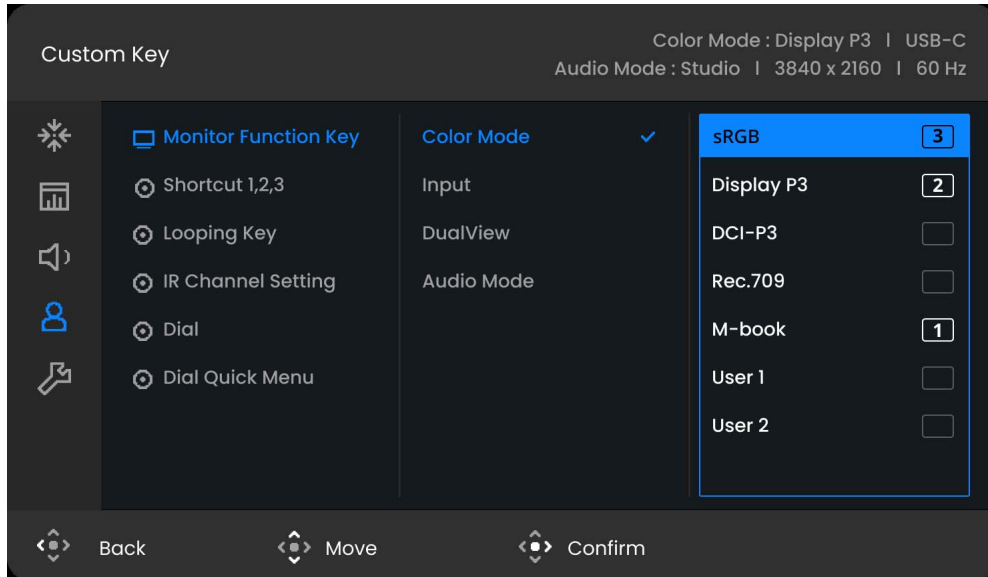 Custom Key
Color Mode : Display P3 I USB-C
Audio Mode : Studio I 3840 x 2160 I 60 Hz
Monitor Function Key
Shortcut 1,2,3
Looping Key
IR Channel Setting
Dial
Dial Quick Menu
Color Mode
Input
DualView
Audio Mode
sRGB 3
Display P3 2
DCI-P3
Rec.709
M-book 1
User 1
User 2
Back Move Confirm